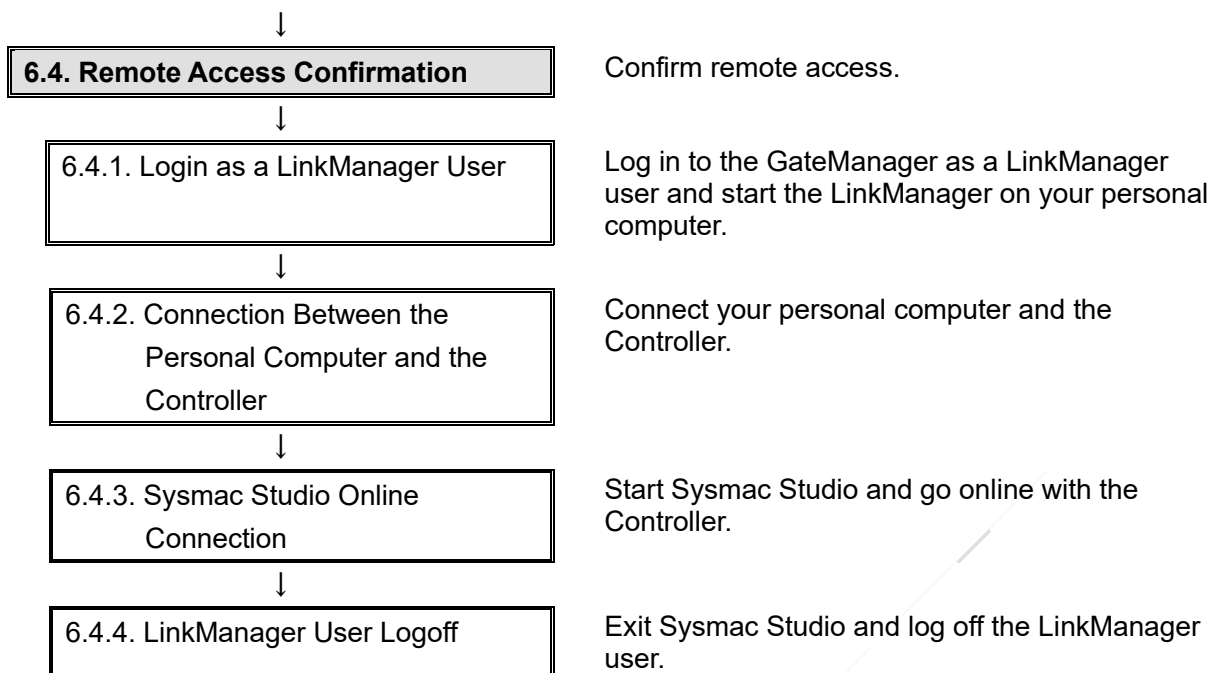 ↓
6.4. Remote Access Confirmation
Confirm remote access.
↓
6.4.1. Login as a LinkManager User
Log in to the GateManager as a LinkManager
user and start the LinkManager on your personal
computer.
↓
6.4.2. Connection Between the
Personal Computer and the
Controller
Connect your personal computer and the
Controller.
↓
6.4.3. Sysmac Studio Online
Connection
Start Sysmac Studio and go online with the
Controller.
↓
6.4.4. LinkManager User Logoff
Exit Sysmac Studio and log off the LinkManager
user.